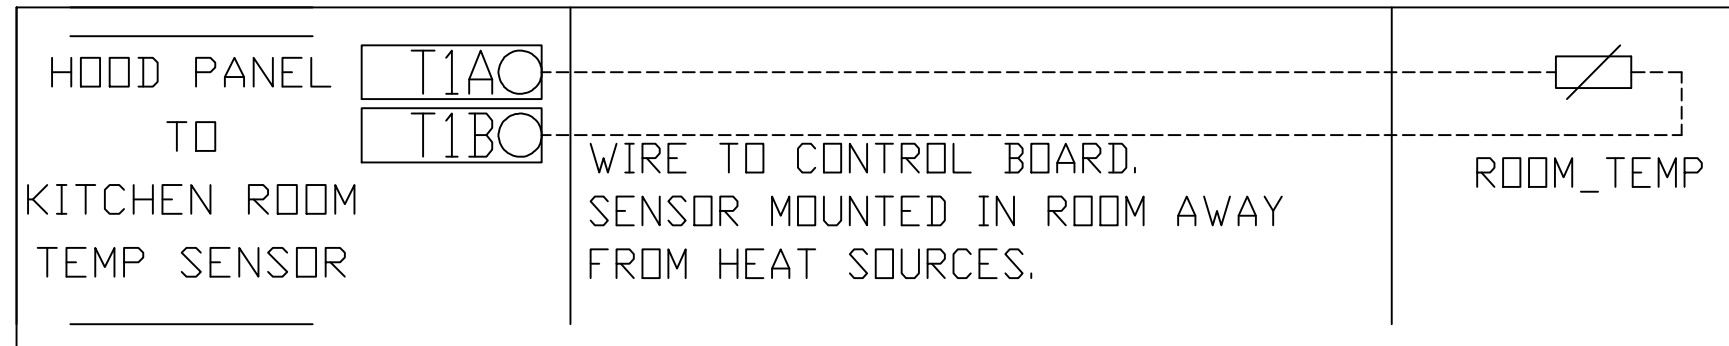 HOOD PANEL
TO
KITCHEN ROOM
TEMP SENSOR
T1A
T1B
WIRE TO CONTROL BOARD.
SENSOR MOUNTED IN ROOM AWAY
FROM HEAT SOURCES.
ROOM_TEMP